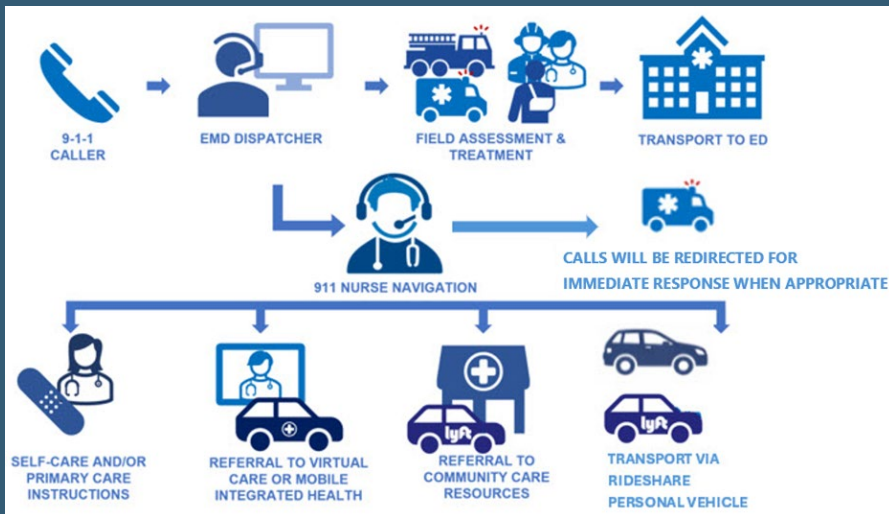 9-1-1
CALLER
EMD DISPATCHER
FIELD ASSESSMENT &
TREATMENT
TRANSPORT TO ED
911 NURSE NAVIGATION
CALLS WILL BE REDIRECTED FOR
IMMEDIATE RESPONSE WHEN APPROPRIATE
SELF-CARE AND/OR
PRIMARY CARE
INSTRUCTIONS
REFERRAL TO VIRTUAL
CARE OR MOBILE
INTEGRATED HEALTH
lyft
REFERRAL TO
COMMUNITY CARE
RESOURCES
lyft
TRANSPORT VIA
RIDESHARE
PERSONAL VEHICLE